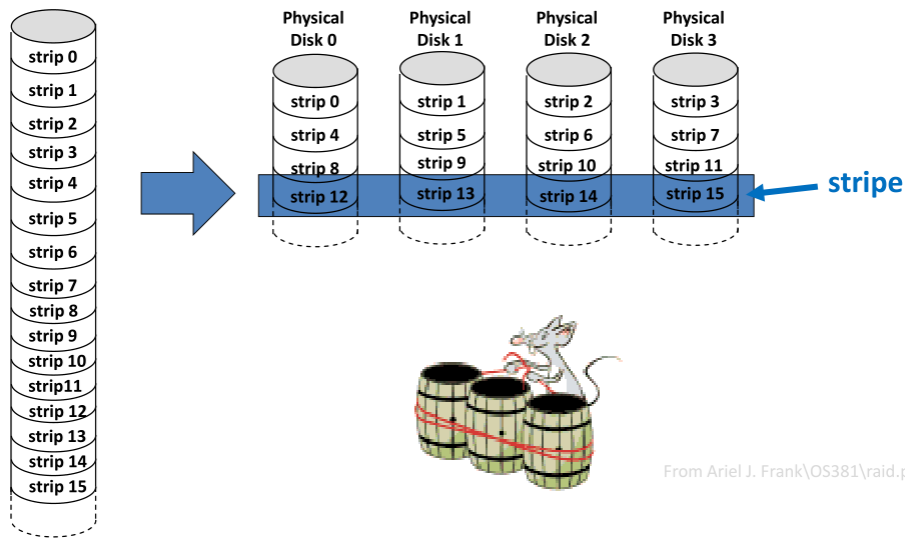 strip 0
strip 1
strip 2
strip 3
strip 4
strip 5
strip 6
strip 7
strip 8
strip 9
strip 10
strip11
strip 12
strip 13
strip 14
strip 15
Physical Disk 0
Physical Disk 1
Physical Disk 2
Physical Disk 3
strip 0 strip 1 strip 2 strip 3
strip 4 strip 5 strip 6 strip 7
strip 8 strip 9 strip 10 strip 11
strip 12 strip 13 strip 14 strip 15
stripe
From Ariel J. Frank\OS381\raid.p